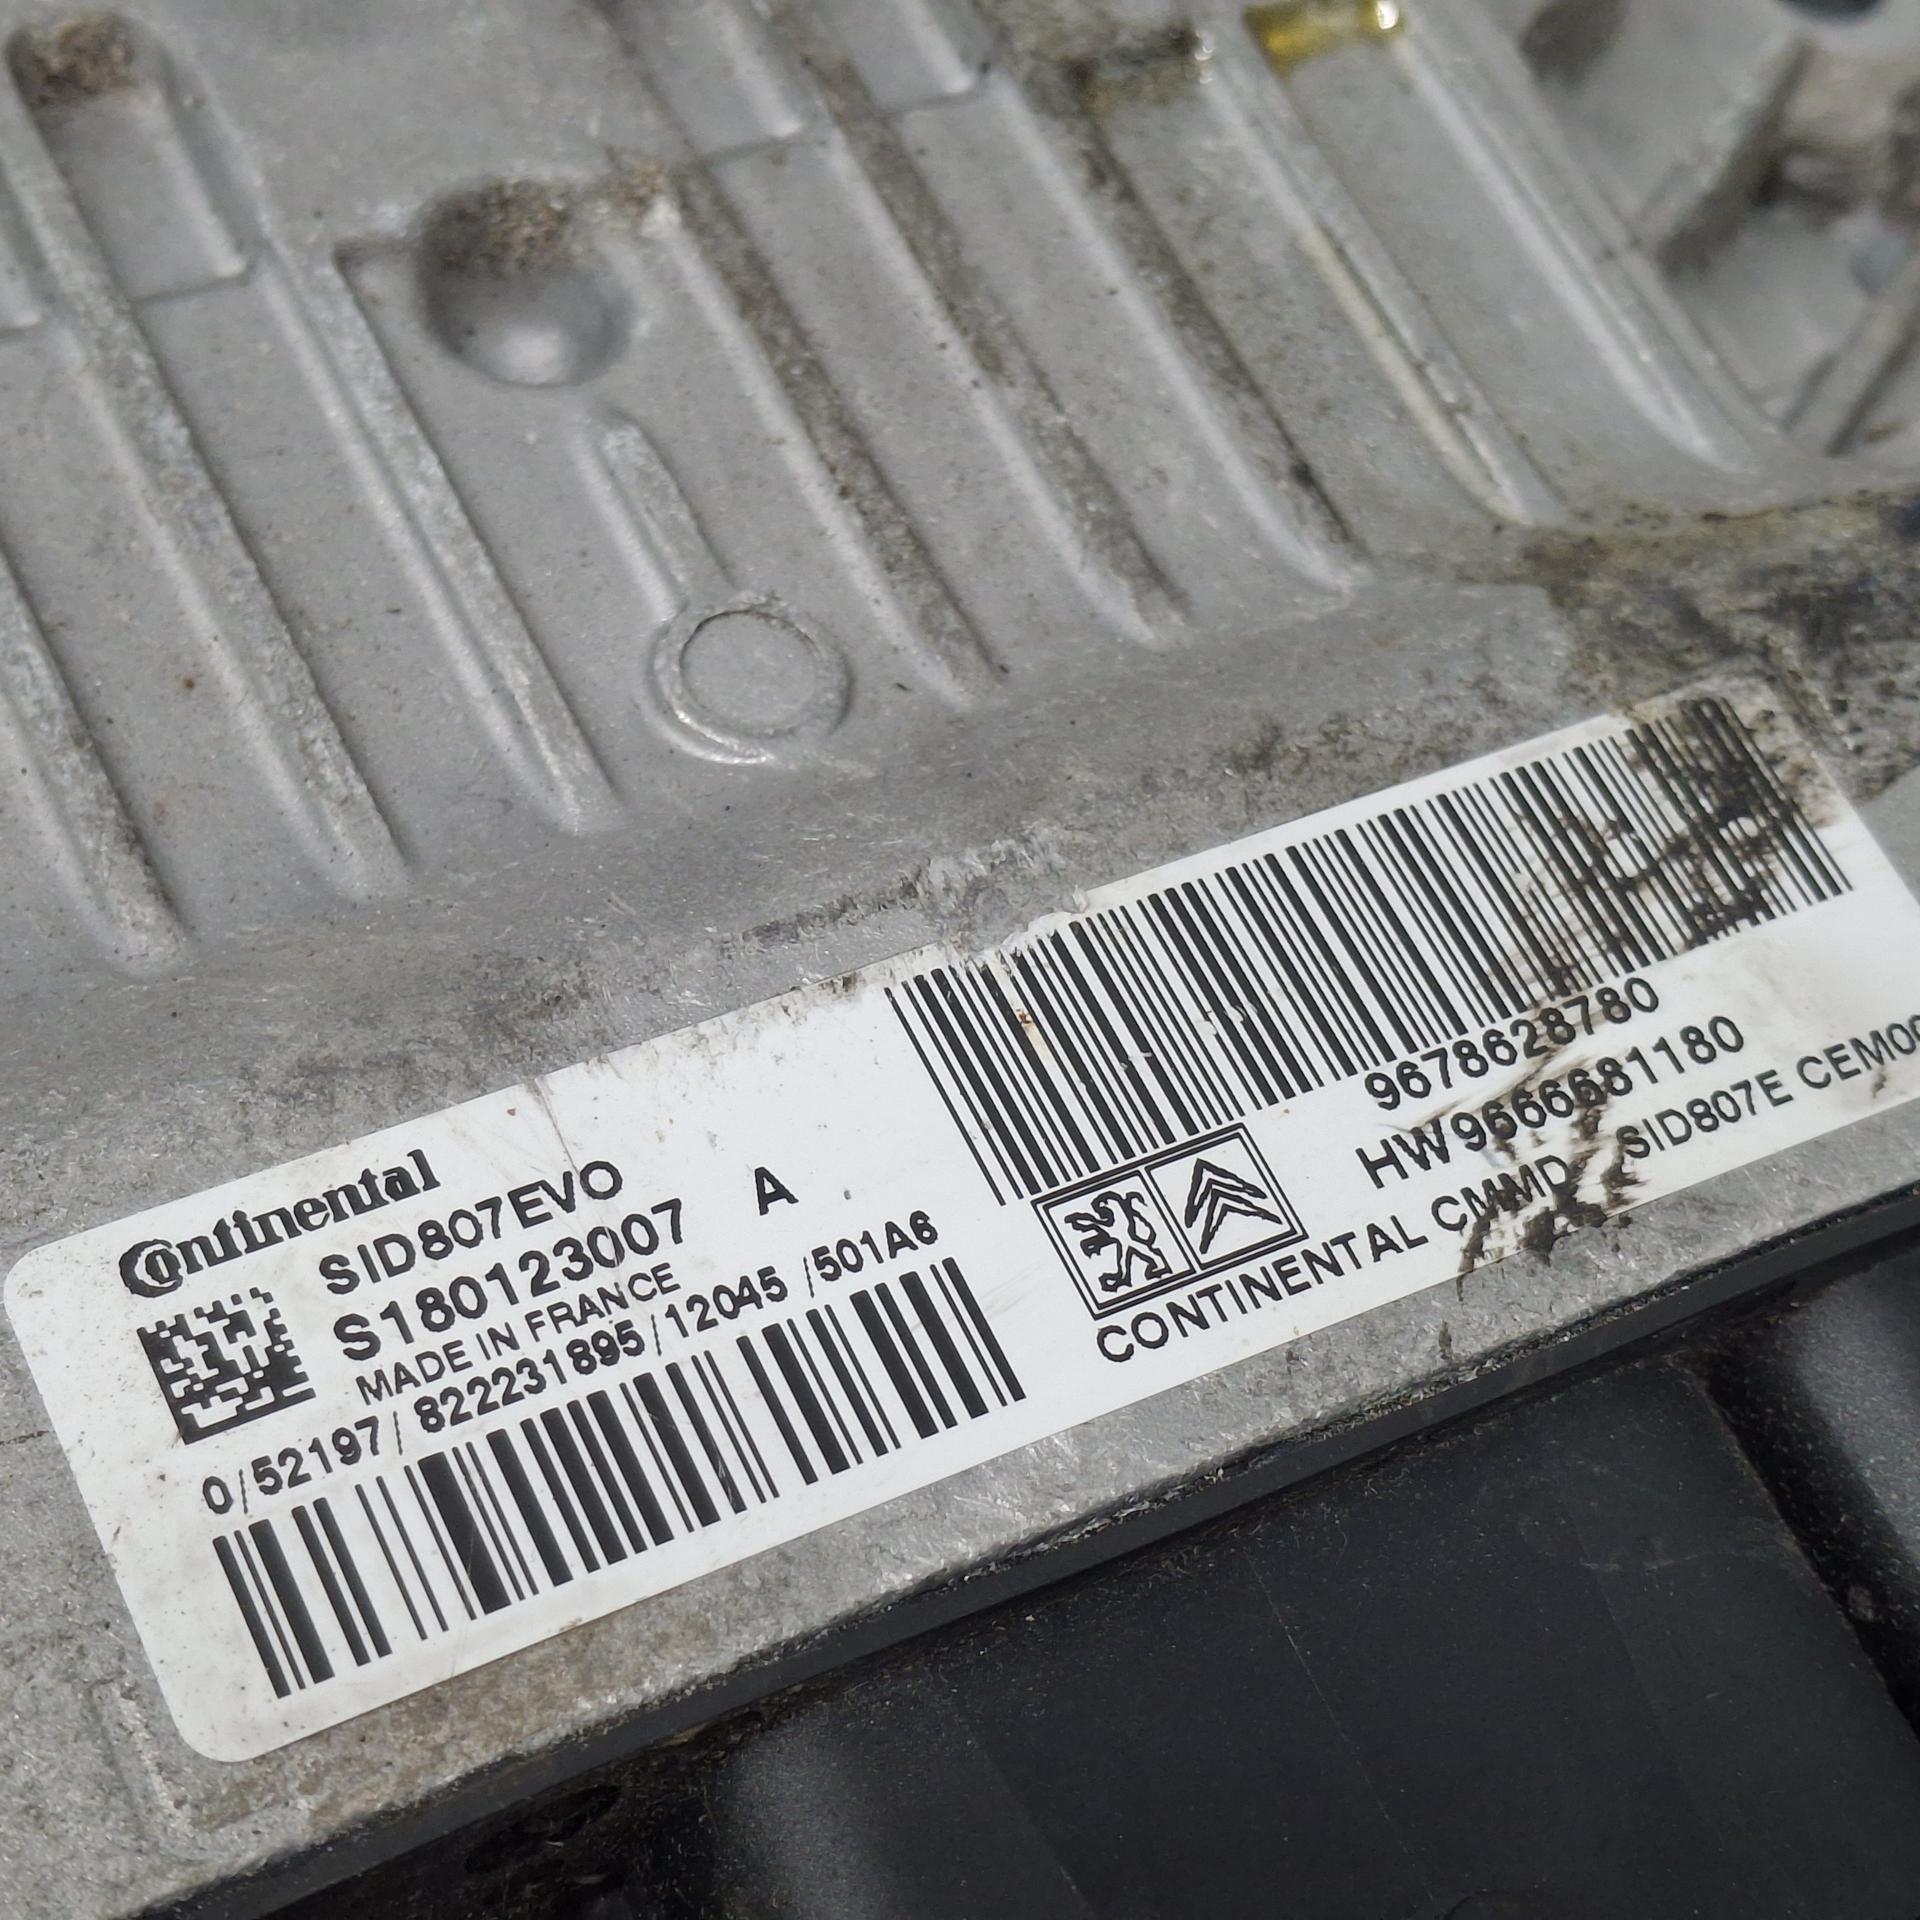 Continental
SID807EVO
S180123007 A
MADE IN FRANCE
0/52197/822231895/12045/501A6
9678628780
HW9666681180
CONTINENTAL CMMD SID807E